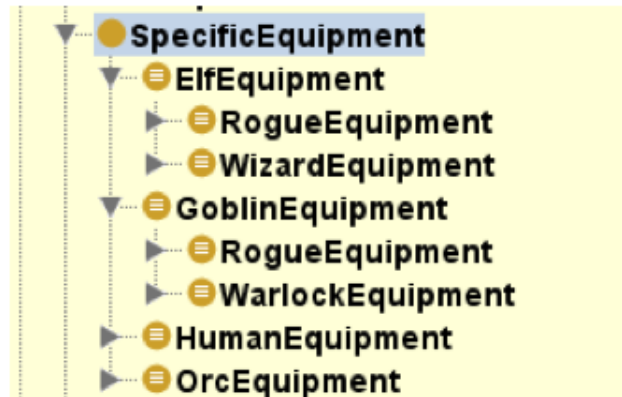 SpecificEquipment
ElfEquipment
RogueEquipment
WizardEquipment
GoblinEquipment
RogueEquipment
WarlockEquipment
HumanEquipment
OrcEquipment